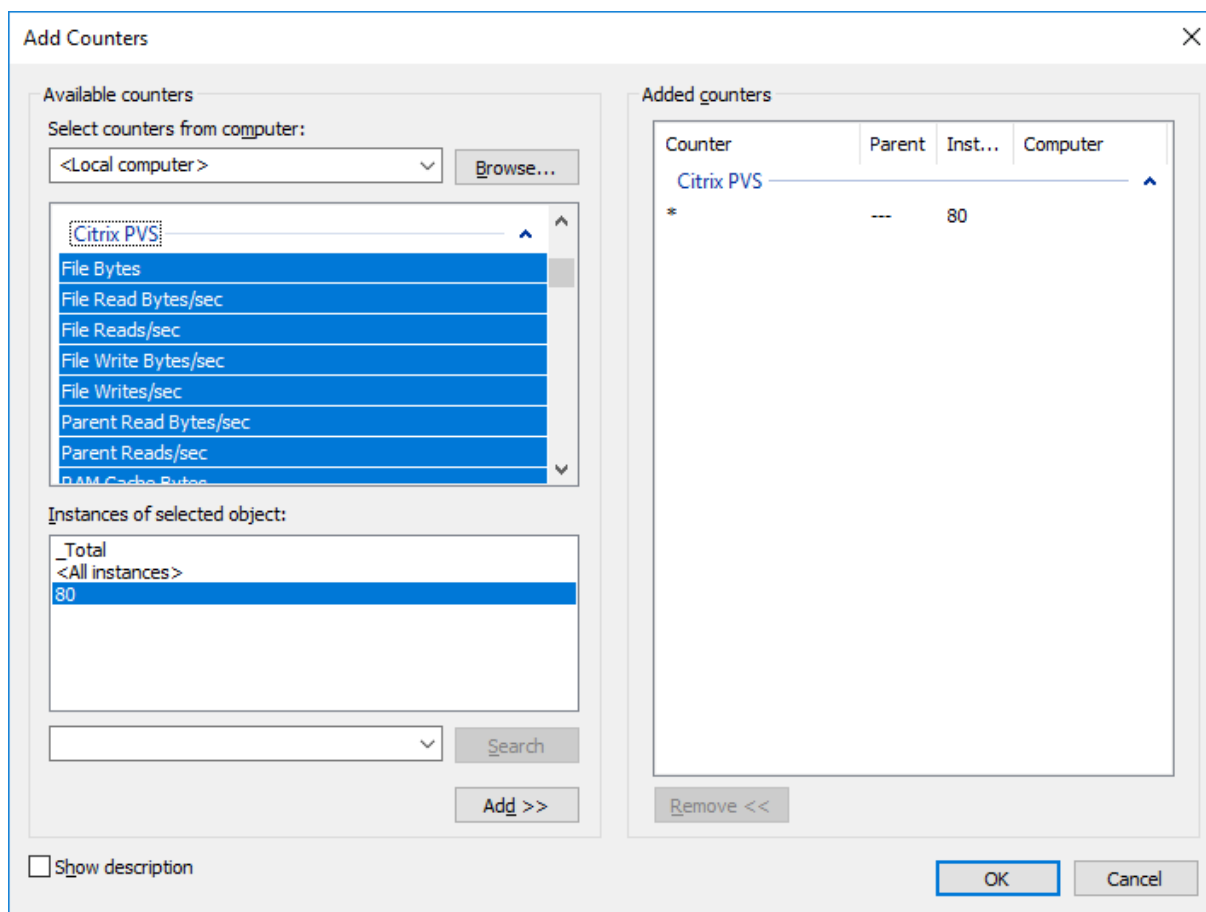 Add Counters
Available counters
Select counters from computer:
<Local computer>
Browse...
Citrix PVS
File Bytes
File Read Bytes/sec
File Reads/sec
File Write Bytes/sec
File Writes/sec
Parent Read Bytes/sec
Parent Reads/sec
RAM Cache Bytes
Instances of selected object:
_Total
<All instances>
80
Search
Add >>
Show description
Added counters
Counter Parent Inst... Computer
Citrix PVS
* --- 80
Remove <<
OK
Cancel